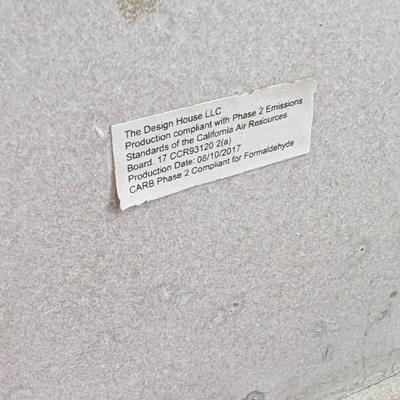 The Design House LLC
Production compliant with Phase 2 Emissions
Standards of the California Air Resources
Board. 17 CCR93120 2(a)
Production Date: 08/10/2017
CARB Phase 2 Compliant for Formaldehyde